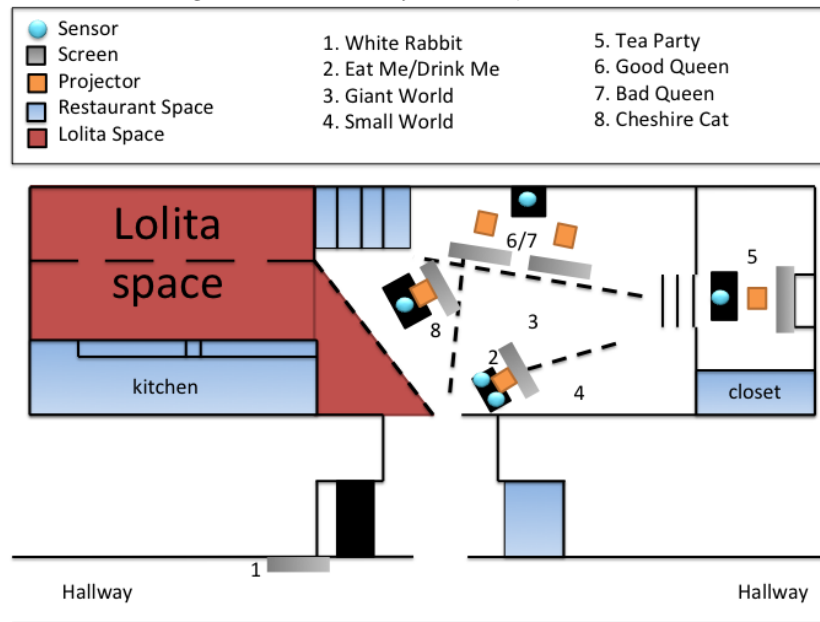 Sensor
Screen
Projector
Restaurant Space
Lolita Space
1. White Rabbit
2. Eat Me/Drink Me
3. Giant World
4. Small World
5. Tea Party
6. Good Queen
7. Bad Queen
8. Cheshire Cat
Lolita
space
6/7
5
8
3
2
4
kitchen
closet
1
Hallway
Hallway